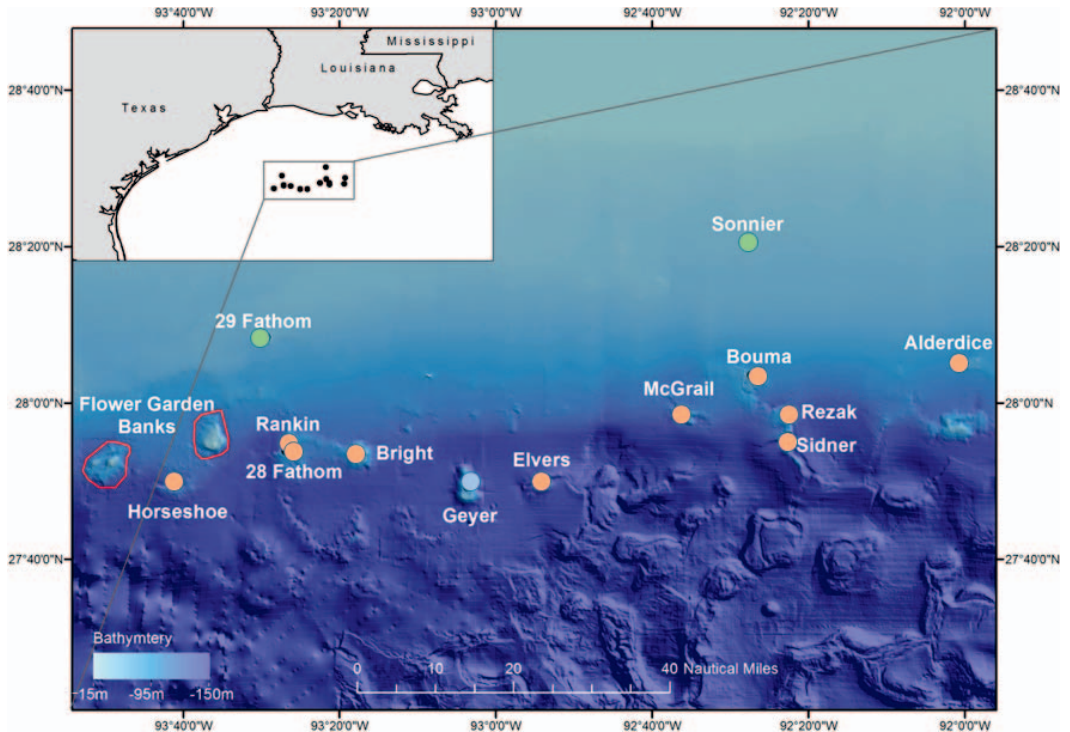 93°40'0"W 93°20'0"W 93°0'0"W 92°40'0"W 92°20'0"W 92°0'0"W
Mississippi
Louisiana
Texas
28°40'0"N 28°40'0"N
Sonnier
28°20'0"N 28°20'0"N
29 Fathom
Alderdice
Bouma
McGrail
Flower Garden
Banks
28°0'0"N 28°0'0"N
Rankin
Rezak
Sidner
Bright
28 Fathom
Elvers
Horseshoe
Geyer
27°40'0"N 27°40'0"N
Bathymtery
-15m -95m -150m
0 10 20 40 Nautical Miles
93°40'0"W 93°20'0"W 93°0'0"W 92°40'0"W 92°20'0"W 92°0'0"W